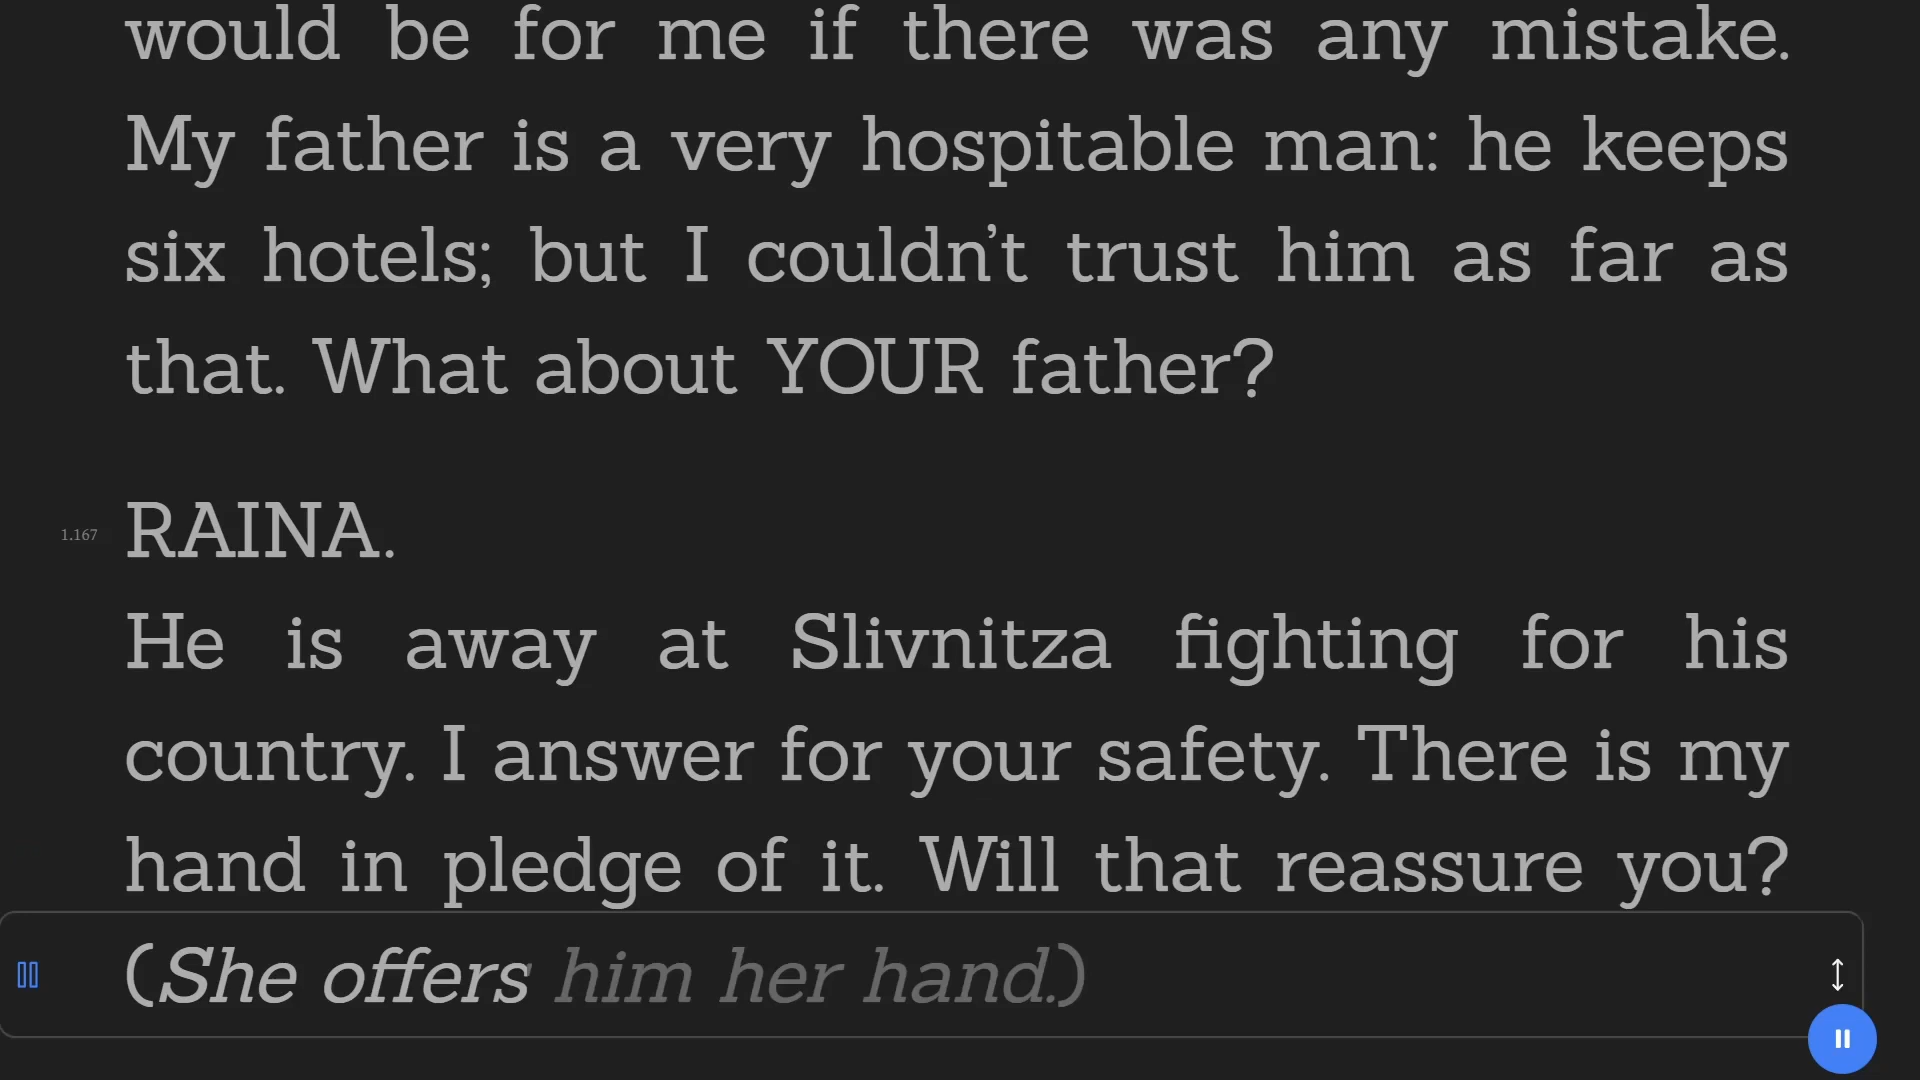 would be for me if there was any mistake.
My father is a very hospitable man: he keeps
six hotels; but I couldn’t trust him as far as
that. What about YOUR father?
1.167
RAINA.
He is away at Slivnitza fighting for his
country. I answer for your safety. There is my
hand in pledge of it. Will that reassure you?
(She offers him her hand.)